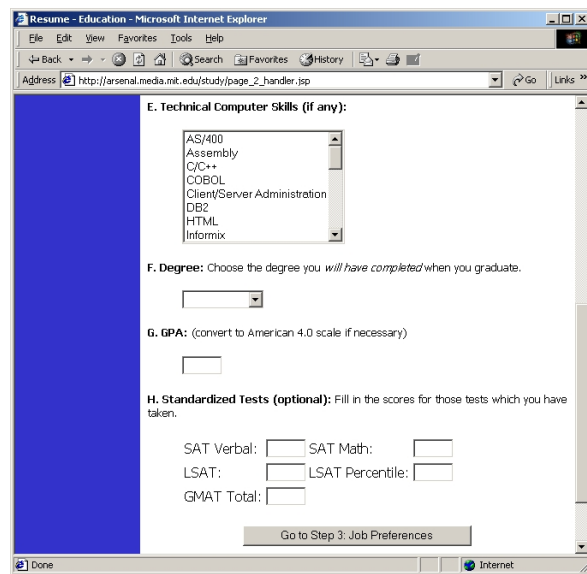 Resume - Education - Microsoft Internet Explorer
File Edit View Favorites Tools Help
Back Search Favorites History
Address http://arsenal.media.mit.edu/study/page_2_handler.jsp Go Links »
E. Technical Computer Skills (if any):
AS/400
Assembly
C/C++
COBOL
Client/Server Administration
DB2
HTML
Informix
F. Degree: Choose the degree you will have completed when you graduate.
G. GPA: (convert to American 4.0 scale if necessary)
H. Standardized Tests (optional): Fill in the scores for those tests which you have
taken.
SAT Verbal: SAT Math:
LSAT: LSAT Percentile:
GMAT Total:
Go to Step 3: Job Preferences
Done Internet